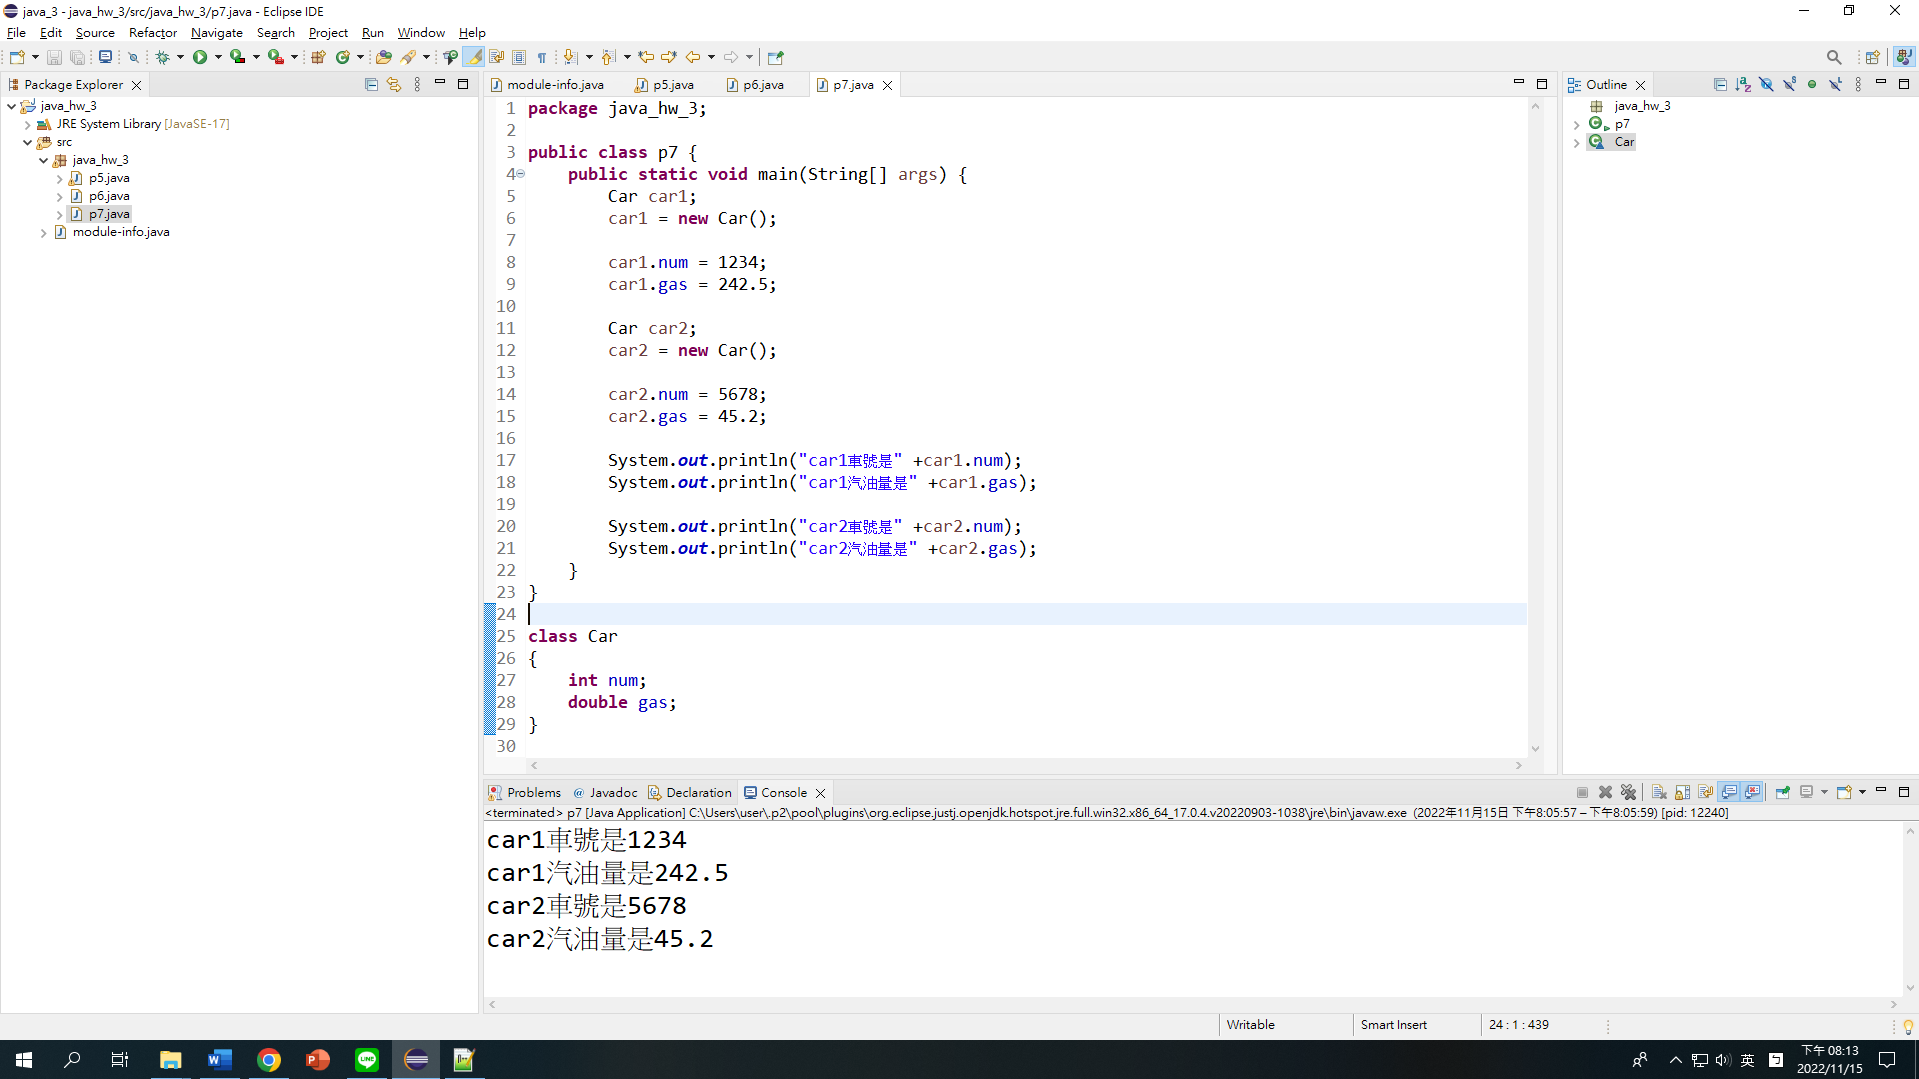 java_3 - java_hw_3/src/java_hw_3/p7.java - Eclipse IDE
File Edit Source Refactor Navigate Search Project Run Window Help
Package Explorer
java_hw_3
JRE System Library [JavaSE-17]
src
java_hw_3
p5.java
p6.java
p7.java
module-info.java
module-info.java p5.java p6.java p7.java
1 package java_hw_3;
2
3 public class p7 {
4 public static void main(String[] args) {
5 Car car1;
6 car1 = new Car();
7
8 car1.num = 1234;
9 car1.gas = 242.5;
10
11 Car car2;
12 car2 = new Car();
13
14 car2.num = 5678;
15 car2.gas = 45.2;
16
17 System.out.println("car1車號是" +car1.num);
18 System.out.println("car1汽油量是" +car1.gas);
19
20 System.out.println("car2車號是" +car2.num);
21 System.out.println("car2汽油量是" +car2.gas);
22 }
23 }
24
25 class Car
26 {
27 int num;
28 double gas;
29 }
30
Outline
java_hw_3
p7
Car
Problems @ Javadoc Declaration Console
<terminated> p7 [Java Application] C:\Users\user\.p2\pool\plugins\org.eclipse.justj.openjdk.hotspot.jre.full.win32.x86_64_17.0.4.v20220903-1038\jre\bin\javaw.exe (2022年11月15日 下午8:05:57 – 下午8:05:59) [pid: 12240]
car1車號是1234
car1汽油量是242.5
car2車號是5678
car2汽油量是45.2
Writable Smart Insert 24 : 1 : 439
英
下午 08:13
2022/11/15